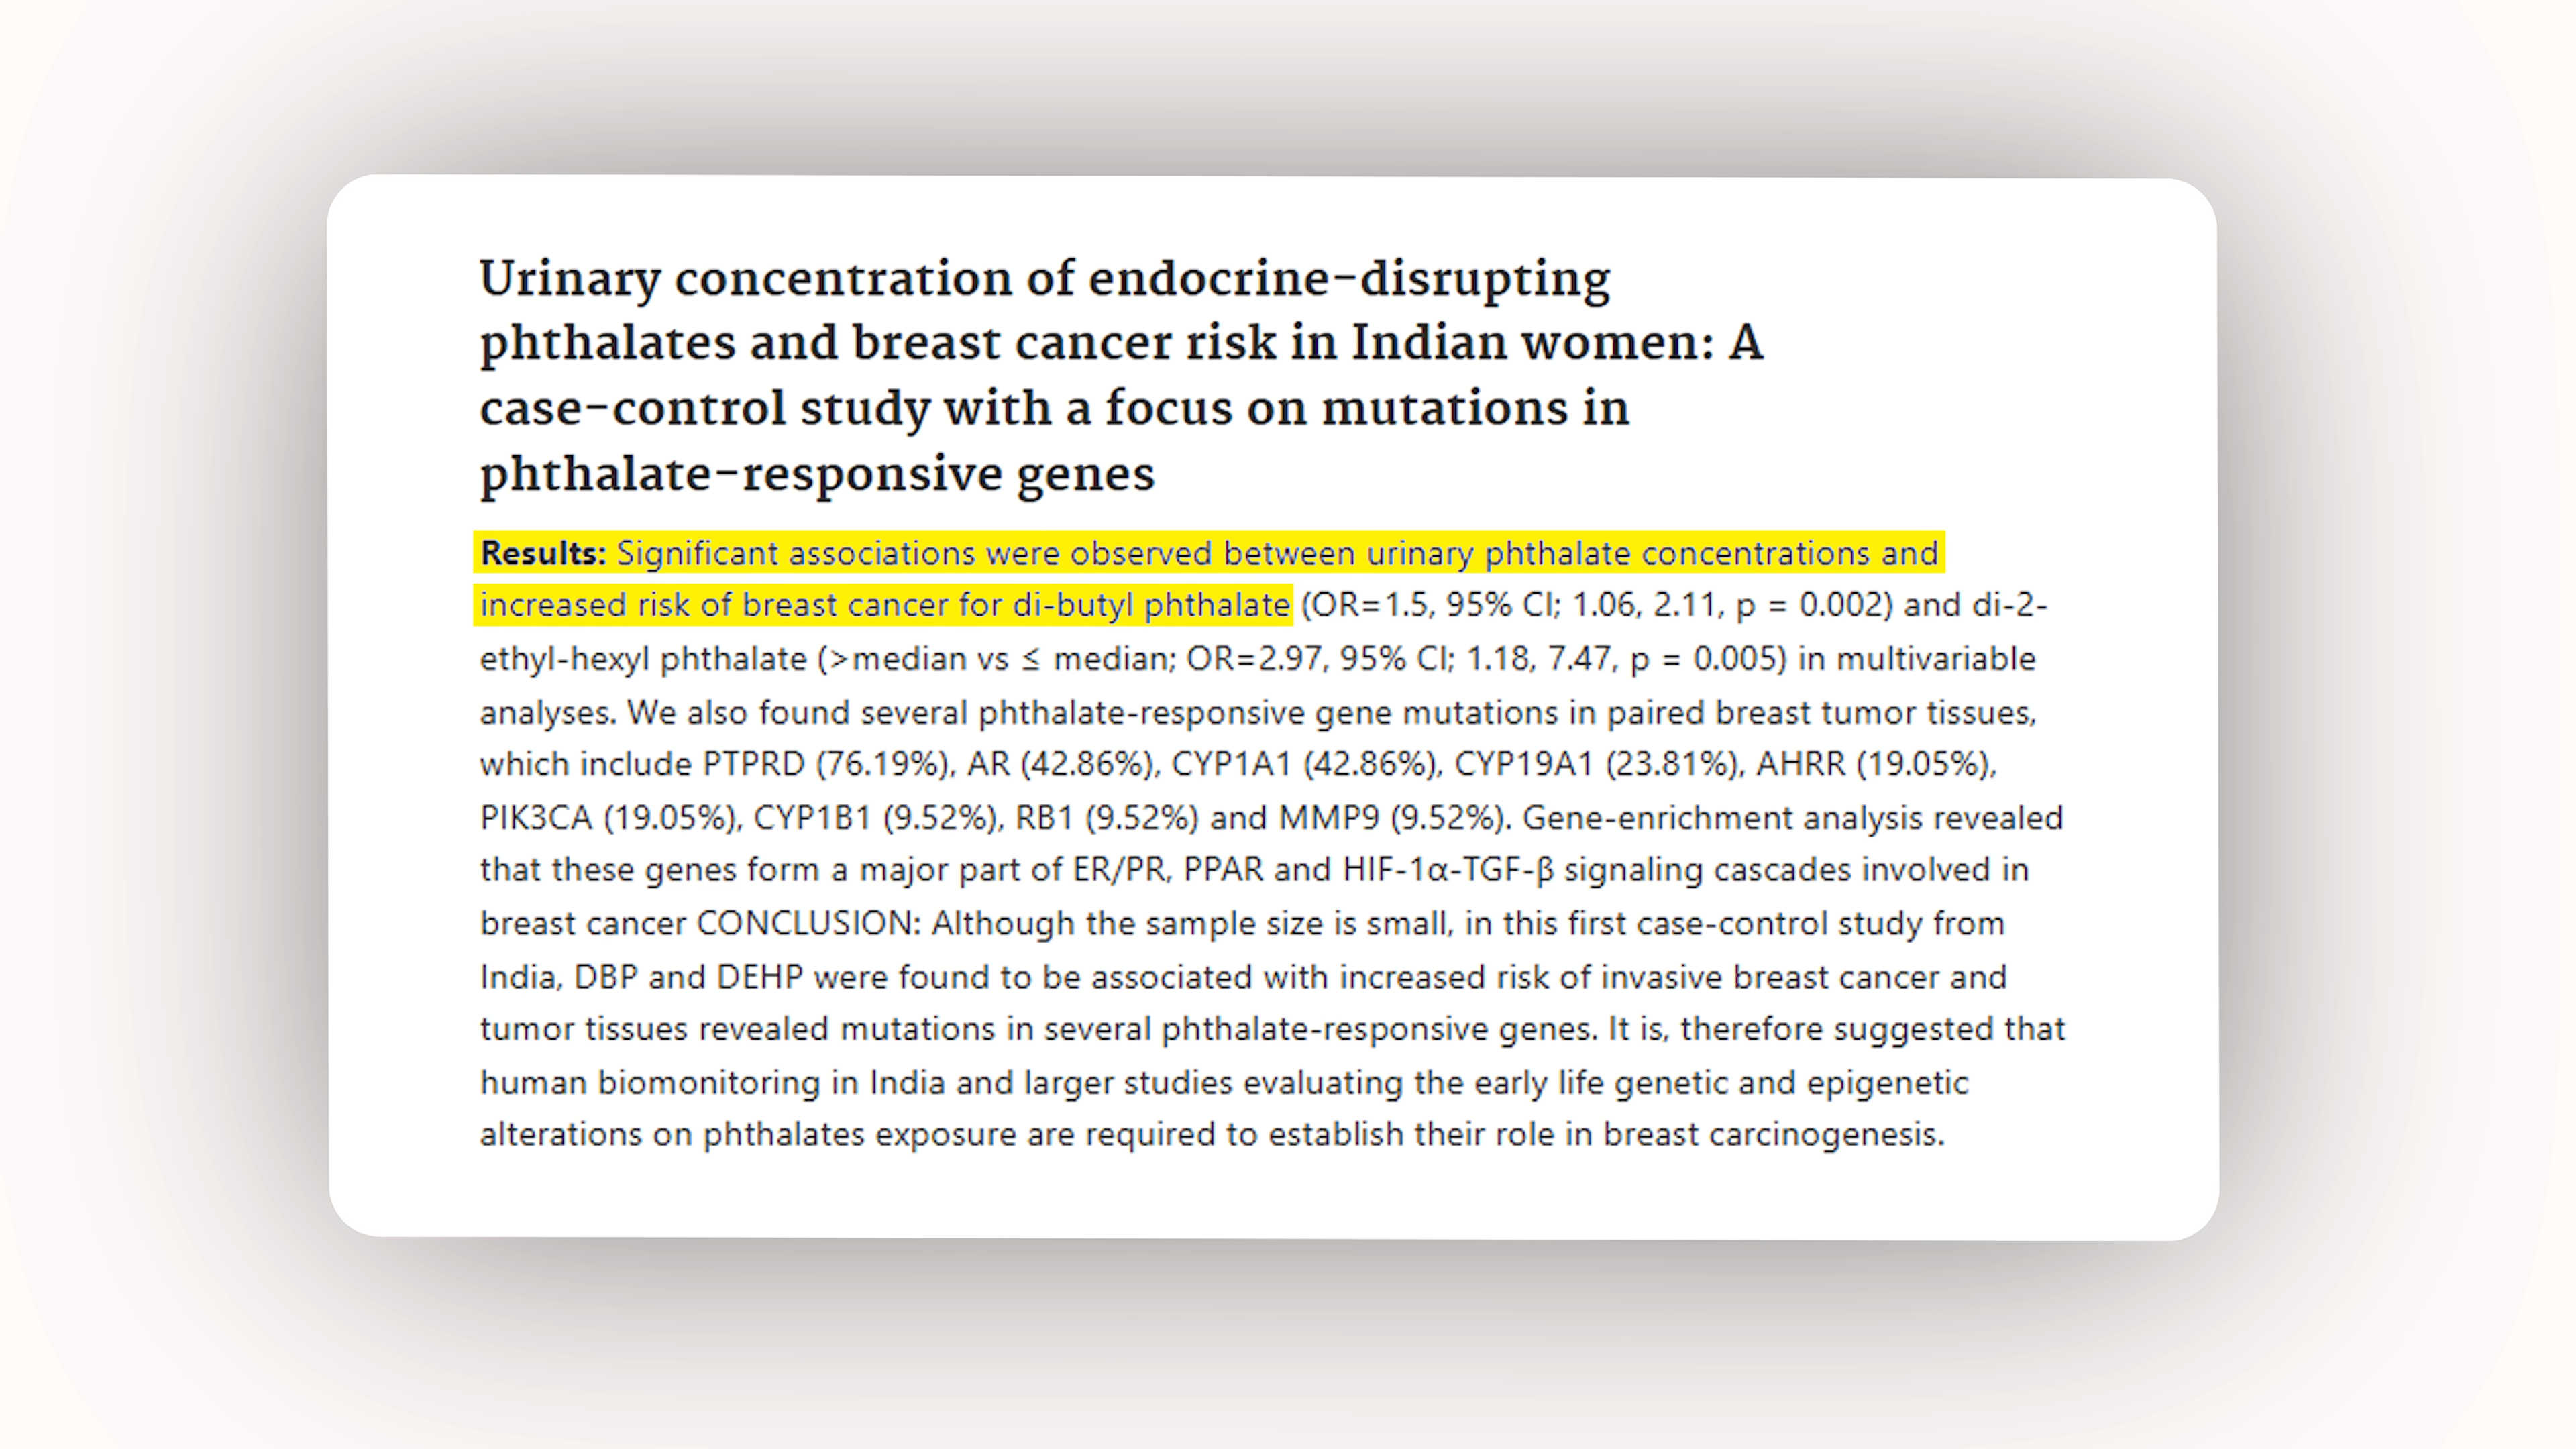 Urinary concentration of endocrine-disrupting
phthalates and breast cancer risk in Indian women: A
case-control study with a focus on mutations in
phthalate-responsive genes
Results: Significant associations were observed between urinary phthalate concentrations and
increased risk of breast cancer for di-butyl phthalate (OR=1.5, 95% CI; 1.06, 2.11, p = 0.002) and di-2-
ethyl-hexyl phthalate (>median vs ≤ median; OR=2.97, 95% CI; 1.18, 7.47, p = 0.005) in multivariable
analyses. We also found several phthalate-responsive gene mutations in paired breast tumor tissues,
which include PTPRD (76.19%), AR (42.86%), CYP1A1 (42.86%), CYP19A1 (23.81%), AHRR (19.05%),
PIK3CA (19.05%), CYP1B1 (9.52%), RB1 (9.52%) and MMP9 (9.52%). Gene-enrichment analysis revealed
that these genes form a major part of ER/PR, PPAR and HIF-1α-TGF-β signaling cascades involved in
breast cancer CONCLUSION: Although the sample size is small, in this first case-control study from
India, DBP and DEHP were found to be associated with increased risk of invasive breast cancer and
tumor tissues revealed mutations in several phthalate-responsive genes. It is, therefore suggested that
human biomonitoring in India and larger studies evaluating the early life genetic and epigenetic
alterations on phthalates exposure are required to establish their role in breast carcinogenesis.